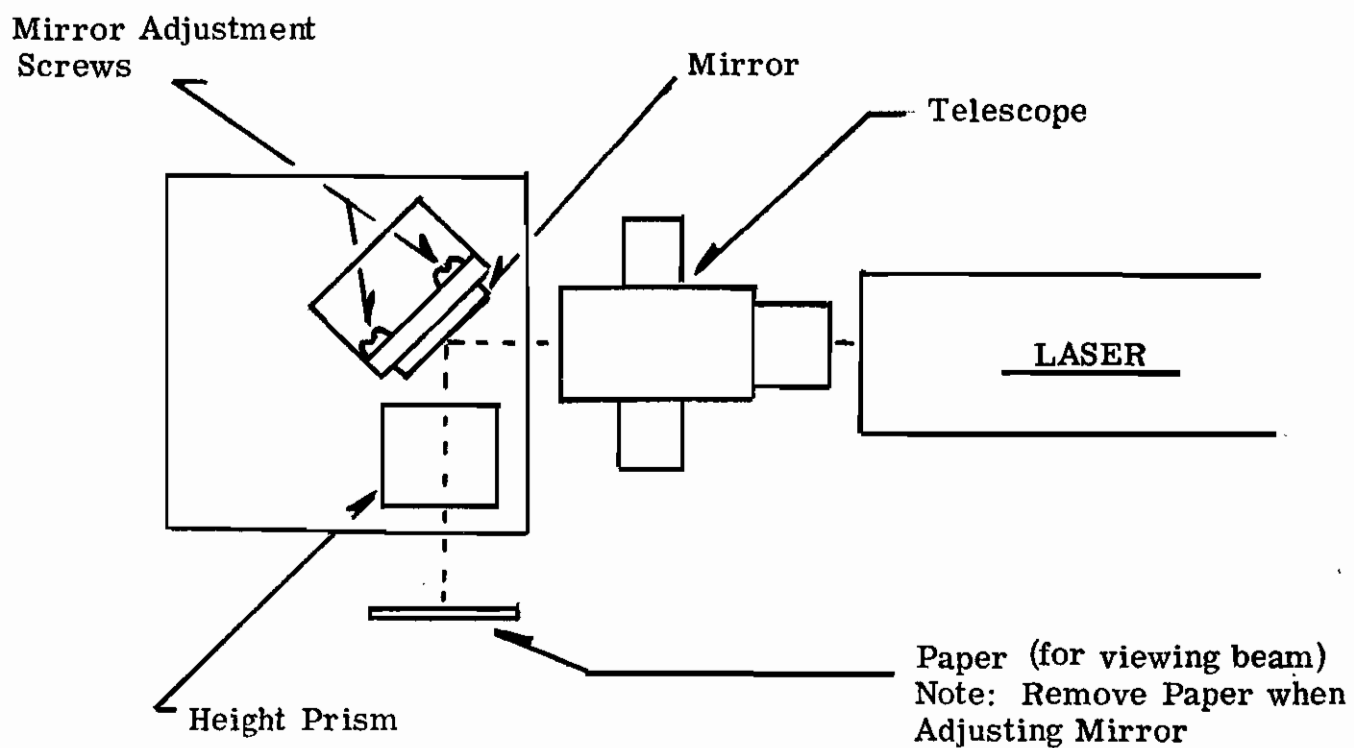 Mirror Adjustment
Screws
Mirror
Telescope
LASER
Paper (for viewing beam)
Note: Remove Paper when
Adjusting Mirror
Height Prism